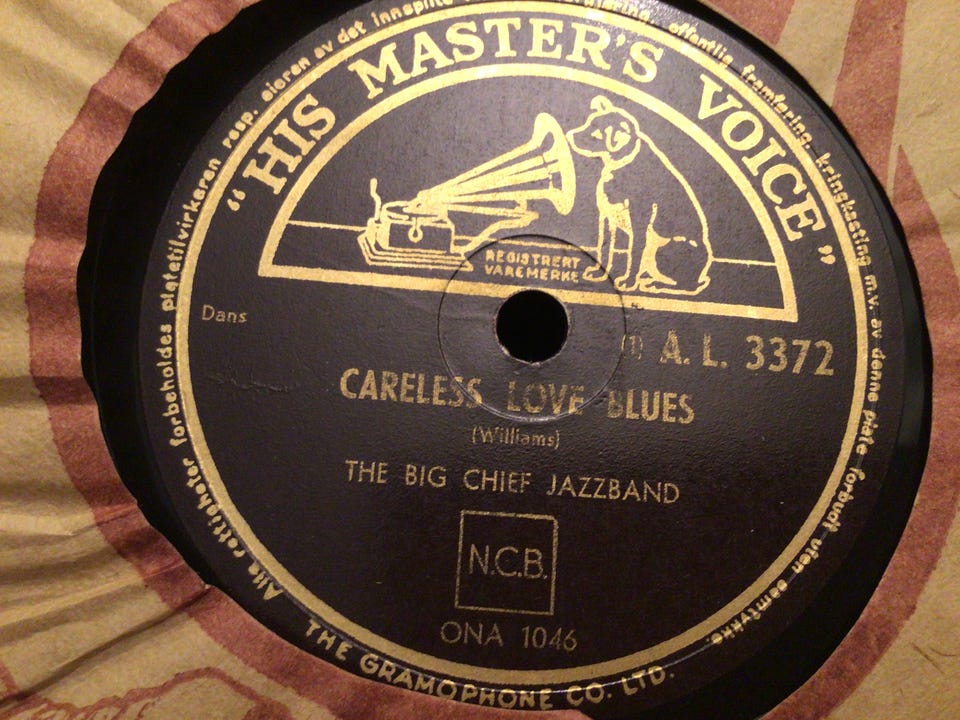 Alle rettigheter forbeholdes platetilvirkeren resp. eieren av det innspilte offentlig fremføring, kringkasting m.v. av denne plate forbudt uten samtykke.
"HIS MASTER'S VOICE"
REGISTRERT
VAREMERKE
Dans
(1) A. L. 3372
CARELESS LOVE BLUES
(Williams)
THE BIG CHIEF JAZZBAND
N.C.B.
ONA 1046
THE GRAMOPHONE CO. LTD.